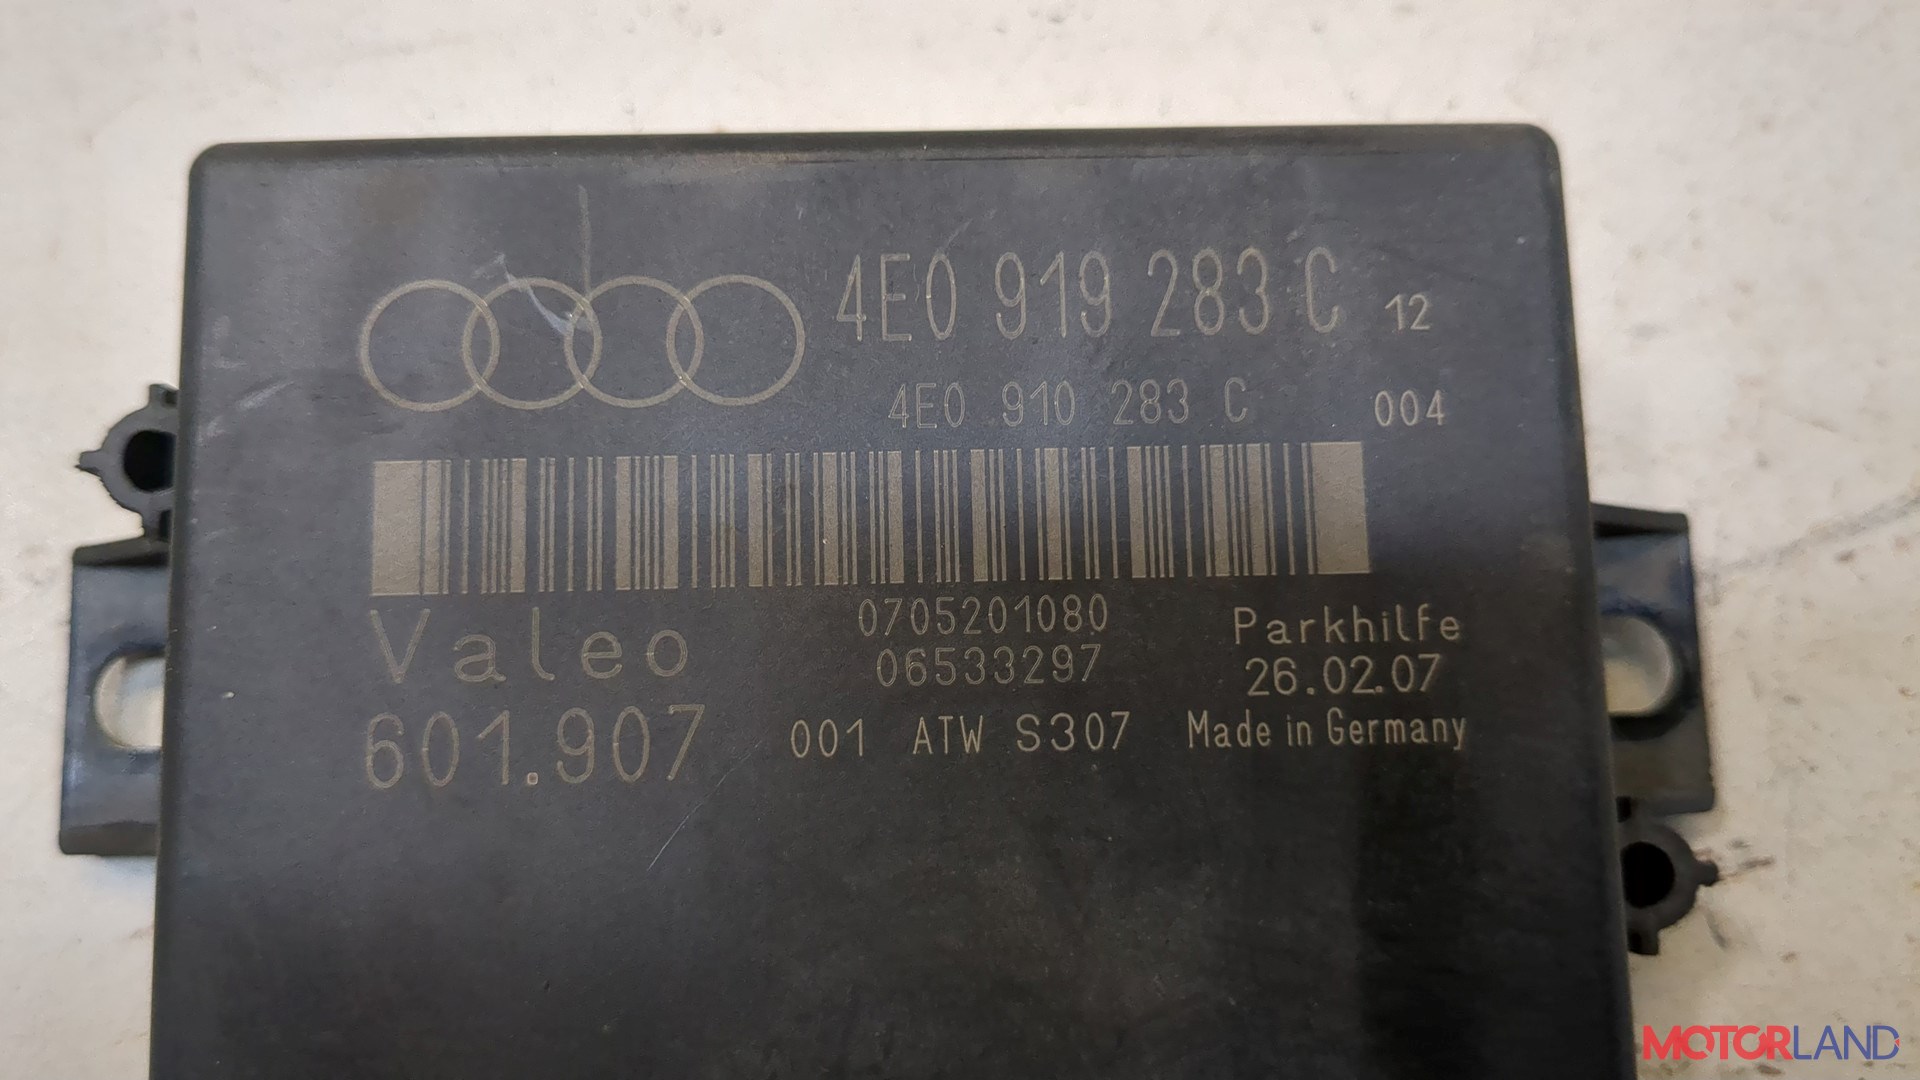 4E0 919 283 C 12
4E0 910 283 C 004
Valeo 0705201080 Parkhilfe
06533297 26.02.07
601.907 001 ATW S307 Made in Germany
MOTORLAND